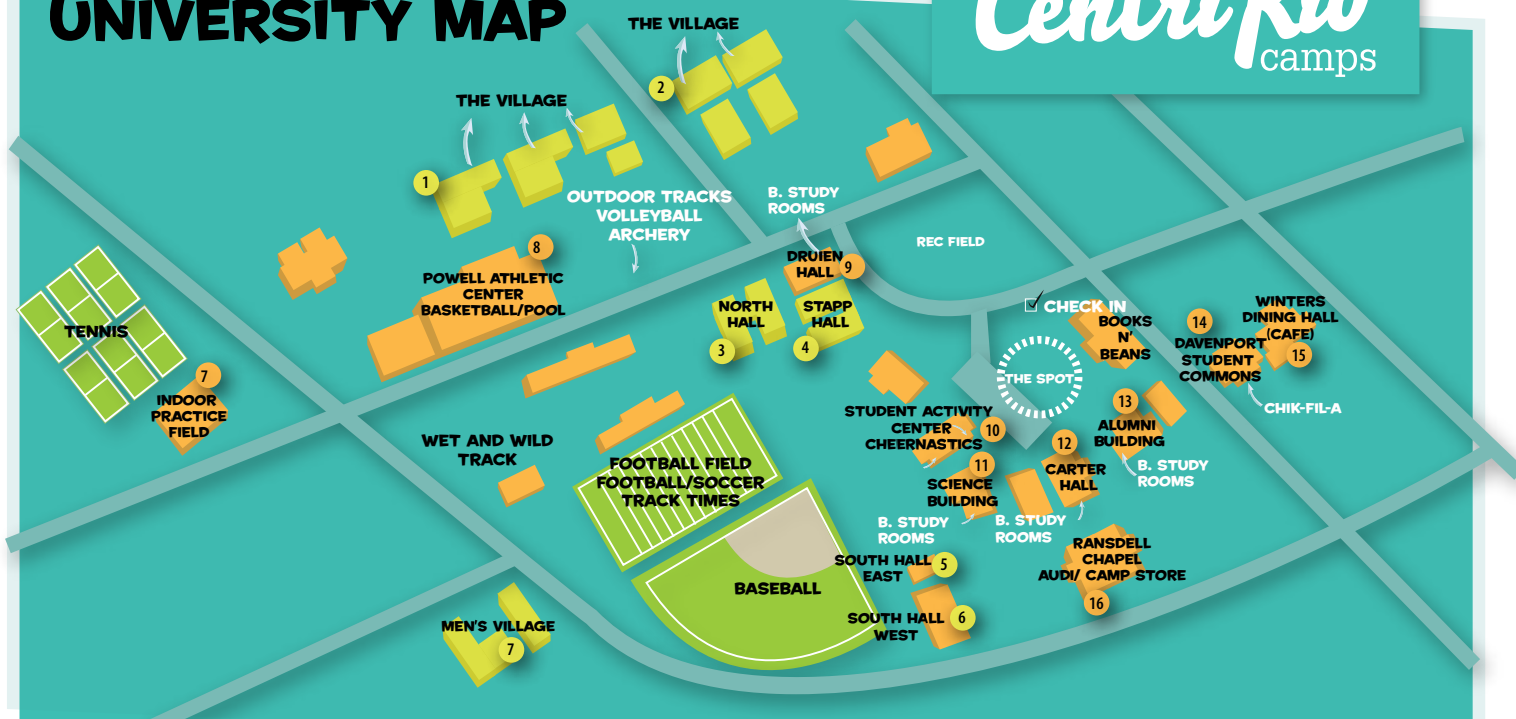 UNIVERSITY MAP
camps
THE VILLAGE
2
THE VILLAGE
1
OUTDOOR TRACKS
VOLLEYBALL
ARCHERY
B. STUDY
ROOMS
REC FIELD
8
POWELL ATHLETIC
CENTER
BASKETBALL/POOL
DRUIEN
HALL
9
NORTH
HALL
3
STAPP
HALL
4
TENNIS
7
INDOOR
PRACTICE
FIELD
CHECK IN
BOOKS
N'
BEANS
THE SPOT
14
DAVENPORT
STUDENT
COMMONS
WINTERS
DINING HALL
(CAFE)
15
CHIK-FIL-A
STUDENT ACTIVITY
CENTER
CHEERNASTICS
10
13
ALUMNI
BUILDING
B. STUDY
ROOMS
12
CARTER
HALL
11
SCIENCE
BUILDING
B. STUDY
ROOMS
B. STUDY
ROOMS
WET AND WILD
TRACK
FOOTBALL FIELD
FOOTBALL/SOCCER
TRACK TIMES
BASEBALL
SOUTH HALL
EAST
5
SOUTH HALL
WEST
6
RANSDELL
CHAPEL
AUDI/ CAMP STORE
16
MEN'S VILLAGE
7